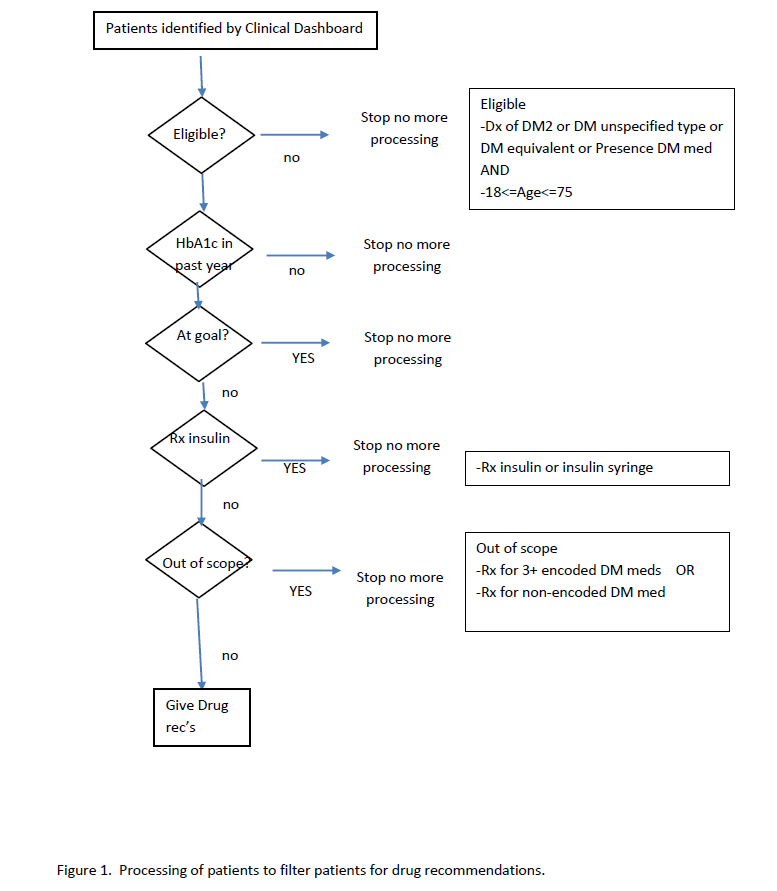 Patients identified by Clinical Dashboard
Eligible?
no
Stop no more
processing
Eligible
-Dx of DM2 or DM unspecified type or
DM equivalent or Presence DM med
AND
-18<=Age<=75
HbA1c in
past year
no
Stop no more
processing
At goal?
YES
Stop no more
processing
no
Rx insulin
YES
Stop no more
processing
-Rx insulin or insulin syringe
no
Out of scope?
YES
Stop no more
processing
Out of scope
-Rx for 3+ encoded DM meds    OR
-Rx for non-encoded DM med
no
Give Drug
rec’s
Figure 1.  Processing of patients to filter patients for drug recommendations.